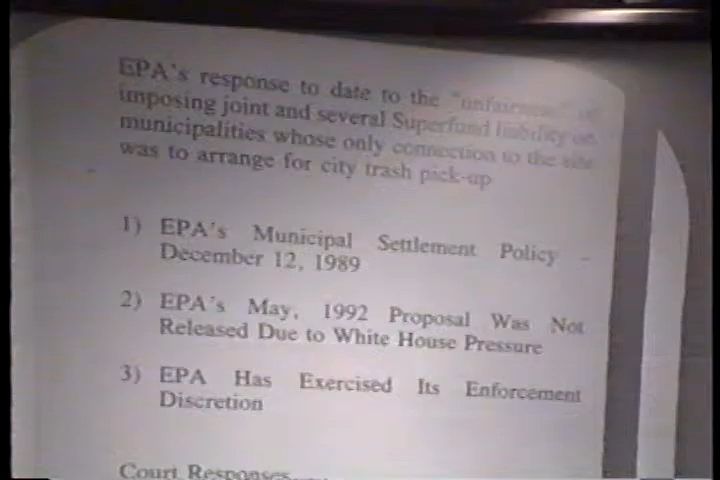 EPA's response to date to the "unfairness" of
imposing joint and several Superfund liability on
municipalities whose only connection to the site
was to arrange for city trash pick-up
1) EPA's Municipal Settlement Policy -
December 12, 1989
2) EPA's May, 1992 Proposal Was Not
Released Due to White House Pressure
3) EPA Has Exercised Its Enforcement
Discretion
Court Responses